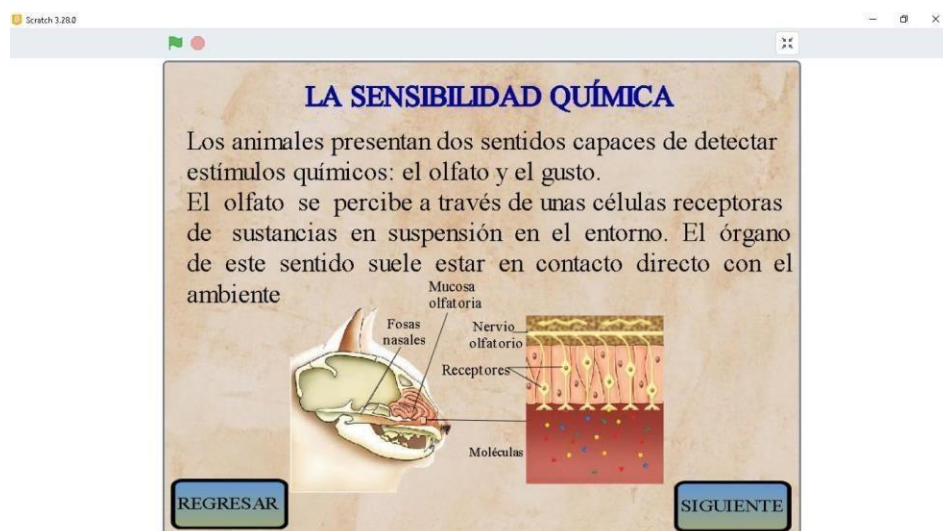 Scratch 3.28.0
LA SENSIBILIDAD QUÍMICA
Los animales presentan dos sentidos capaces de detectar
estímulos químicos: el olfato y el gusto.
El olfato se percibe a través de unas células receptoras
de sustancias en suspensión en el entorno. El órgano
de este sentido suele estar en contacto directo con el
ambiente
Mucosa
olfatoria
Fosas
nasales
Nervio
olfatorio
Receptores
Moléculas
REGRESAR
SIGUIENTE